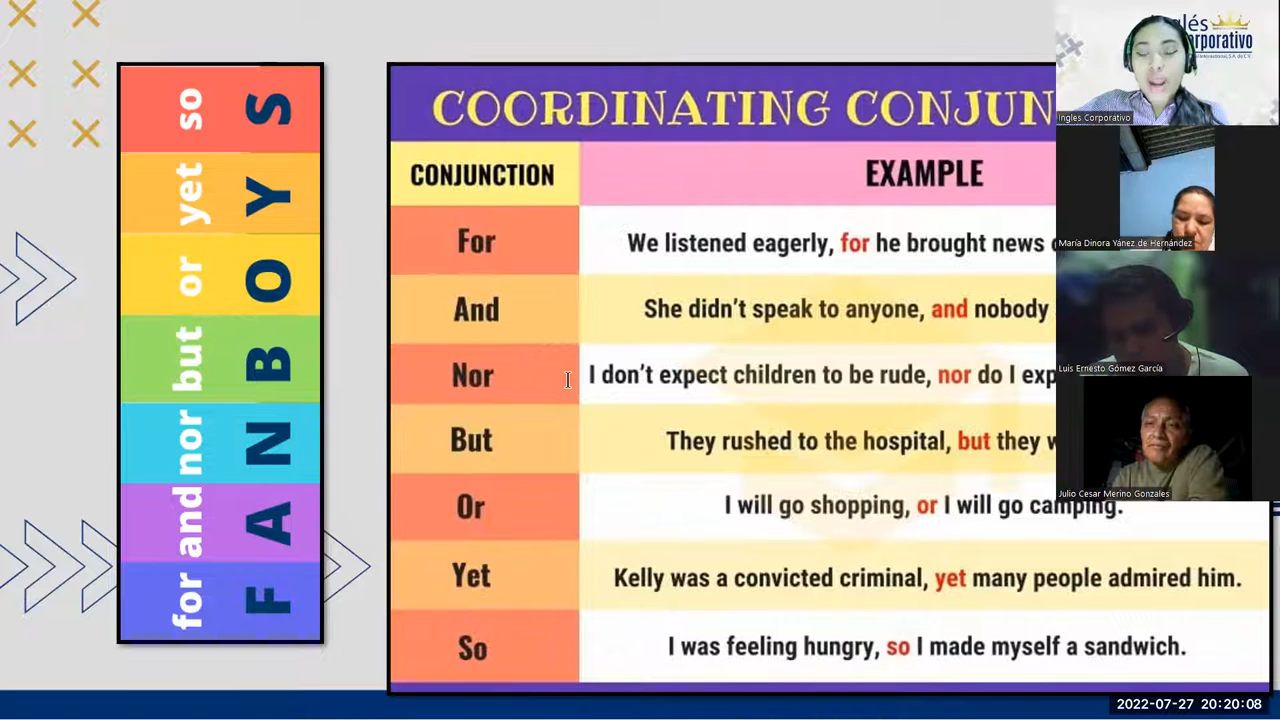 so
yet
or
but
nor
and
for
S
Y
O
B
N
A
F
COORDINATING CONJUN
CONJUNCTION
EXAMPLE
For
We listened eagerly, for he brought news
And
She didn't speak to anyone, and nobody
Nor
I don't expect children to be rude, nor do I exp
But
They rushed to the hospital, but they
Or
I will go shopping, or I will go camping.
Yet
Kelly was a convicted criminal, yet many people admired him.
So
I was feeling hungry, so I made myself a sandwich.
Ingles Corporativo
María Dinora Yánez de Hernández
Luis Ernesto Gómez García
Julio Cesar Merino Gonzales
2022-07-27 20:20:08